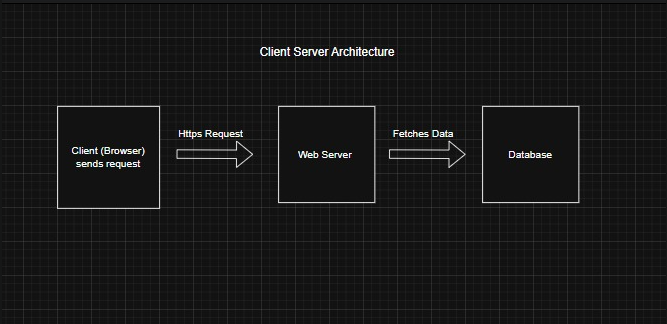 Client Server Architecture
Https Request
Fetches Data
Client (Browser)
sends request
Web Server
Database